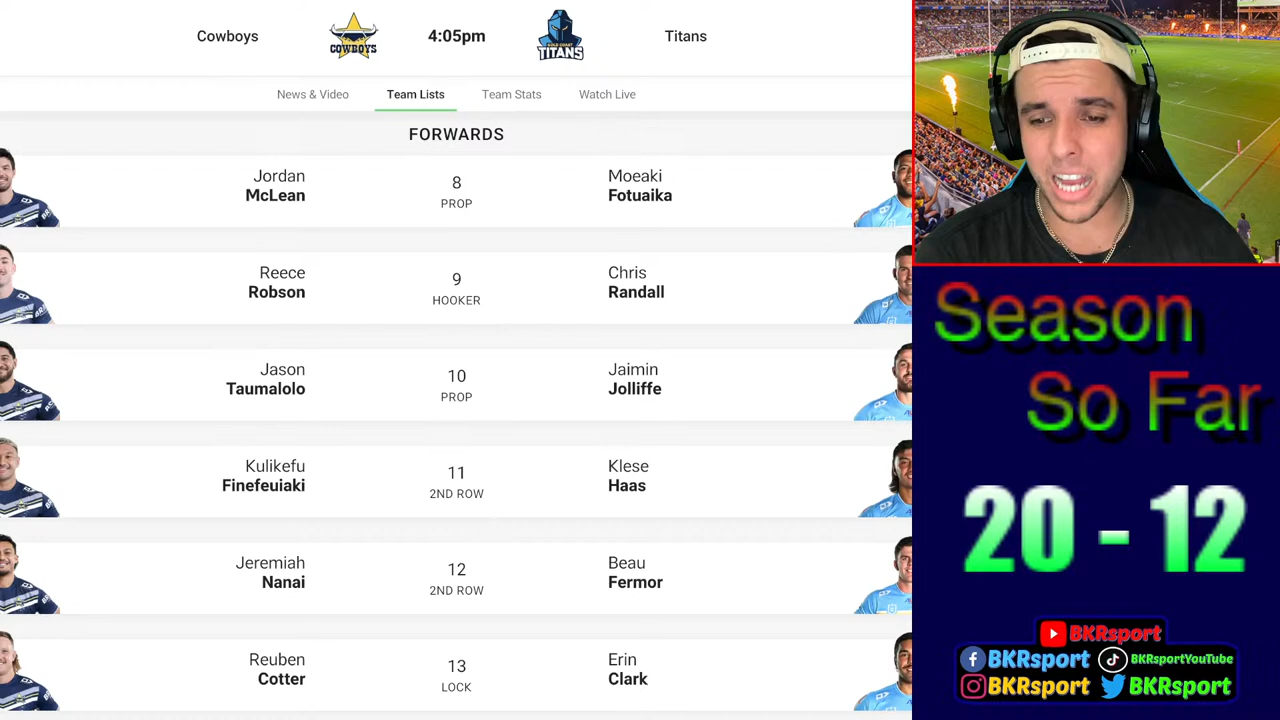 Cowboys
COWBOYS
4:05pm
GOLD COAST
TITANS
Titans
News & Video
Team Lists
Team Stats
Watch Live
FORWARDS
Jordan
McLean
8
PROP
Moeaki
Fotuaika
Reece
Robson
9
HOOKER
Chris
Randall
Jason
Taumalolo
10
PROP
Jaimin
Jolliffe
Kulikefu
Finefeuiaki
11
2ND ROW
Klese
Haas
Jeremiah
Nanai
12
2ND ROW
Beau
Fermor
Reuben
Cotter
13
LOCK
Erin
Clark
Season
So Far
20 - 12
BKRsport
BKRsport
BKRsportYouTube
BKRsport
BKRsport